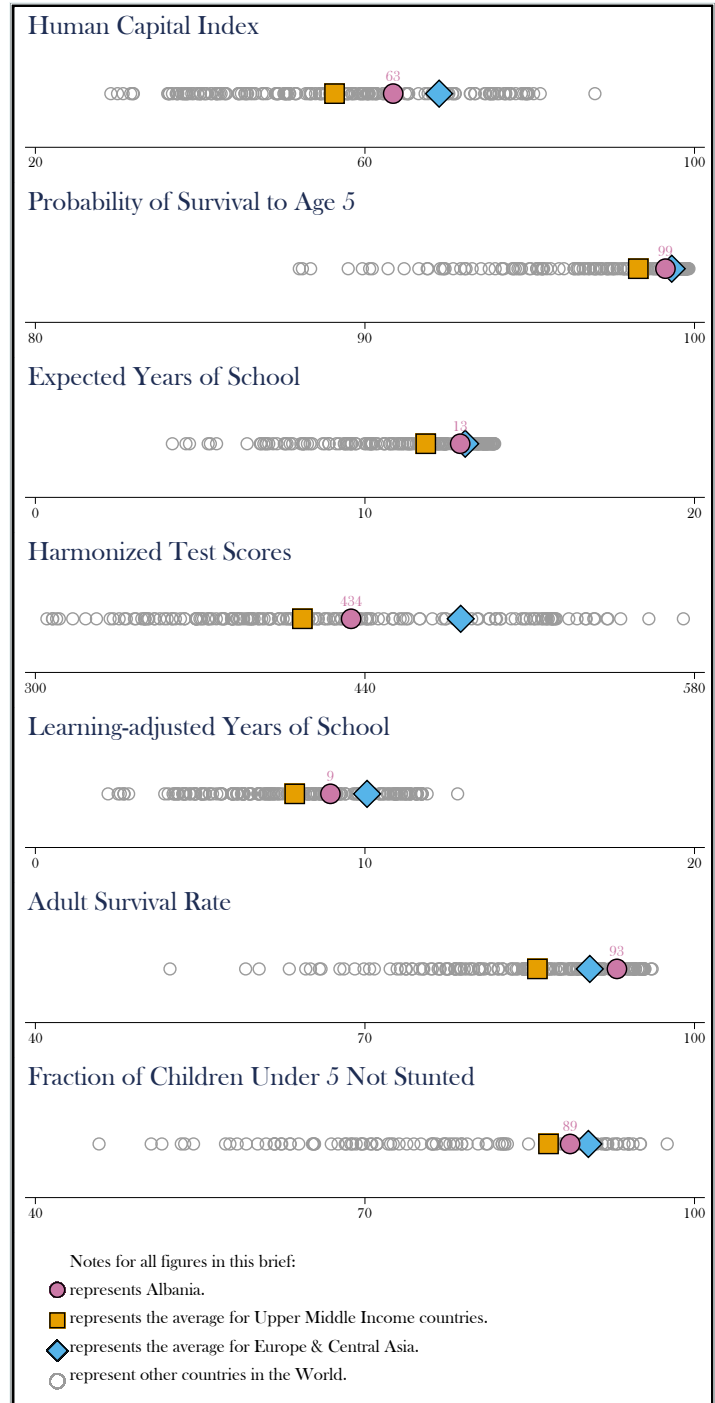 Human Capital Index
63
20 60 100
Probability of Survival to Age 5
99
80 90 100
Expected Years of School
13
0 10 20
Harmonized Test Scores
434
300 440 580
Learning-adjusted Years of School
9
0 10 20
Adult Survival Rate
93
40 70 100
Fraction of Children Under 5 Not Stunted
89
40 70 100
Notes for all figures in this brief:
represents Albania.
represents the average for Upper Middle Income countries.
represents the average for Europe & Central Asia.
represent other countries in the World.